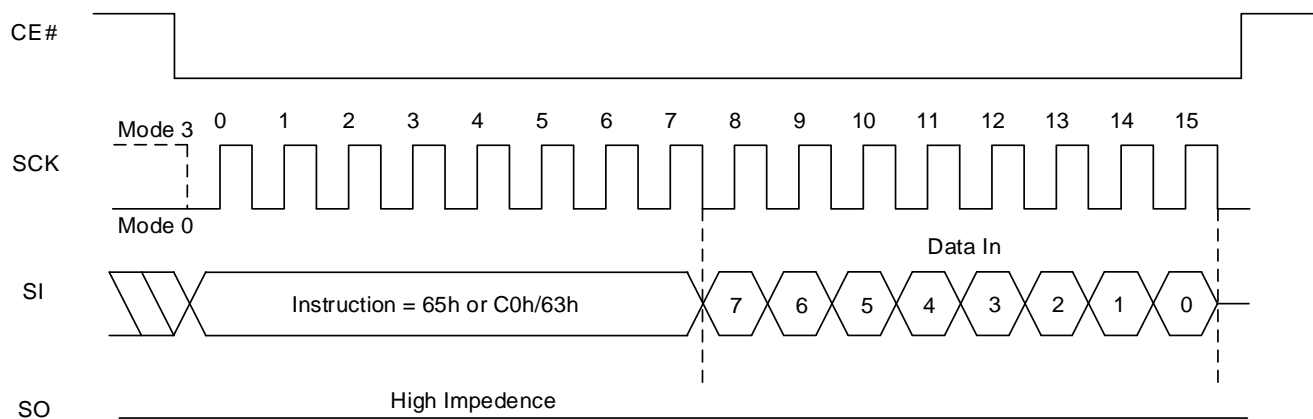 CE#
0 1 2 3 4 5 6 7 8 9 10 11 12 13 14 15
Mode 3
SCK
Mode 0
Data In
SI
Instruction = 65h or C0h/63h
7 6 5 4 3 2 1 0
High Impedence
SO